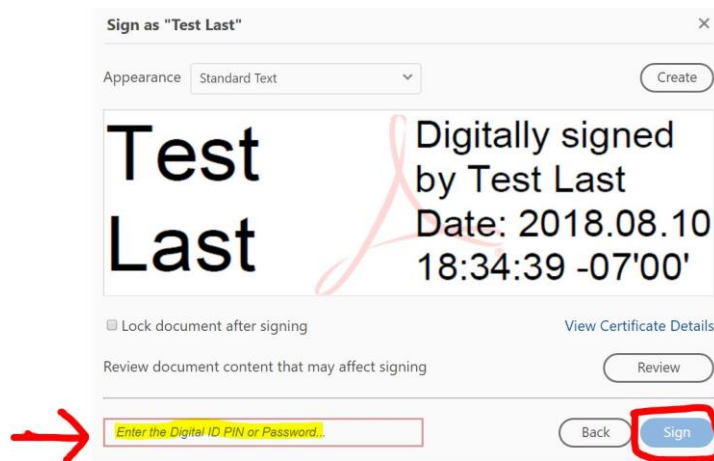 Sign as "Test Last" ×
Appearance Standard Text Create
Test
Last
Digitally signed
by Test Last
Date: 2018.08.10
18:34:39 -07'00'
Lock document after signing View Certificate Details
Review document content that may affect signing Review
Enter the Digital ID PIN or Password... Back Sign